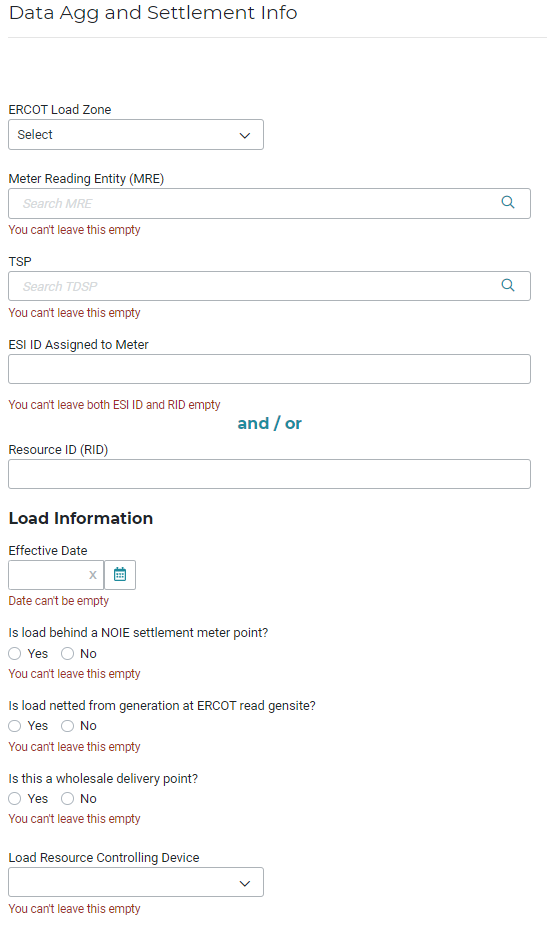 Data Agg and Settlement Info
ERCOT Load Zone
Select
Meter Reading Entity (MRE)
Search MRE
You can't leave this empty
TSP
Search TDSP
You can't leave this empty
ESI ID Assigned to Meter
You can't leave both ESI ID and RID empty
and / or
Resource ID (RID)
Load Information
Effective Date
x
Date can't be empty
Is load behind a NOIE settlement meter point?
Yes No
You can't leave this empty
Is load netted from generation at ERCOT read gensite?
Yes No
You can't leave this empty
Is this a wholesale delivery point?
Yes No
You can't leave this empty
Load Resource Controlling Device
You can't leave this empty